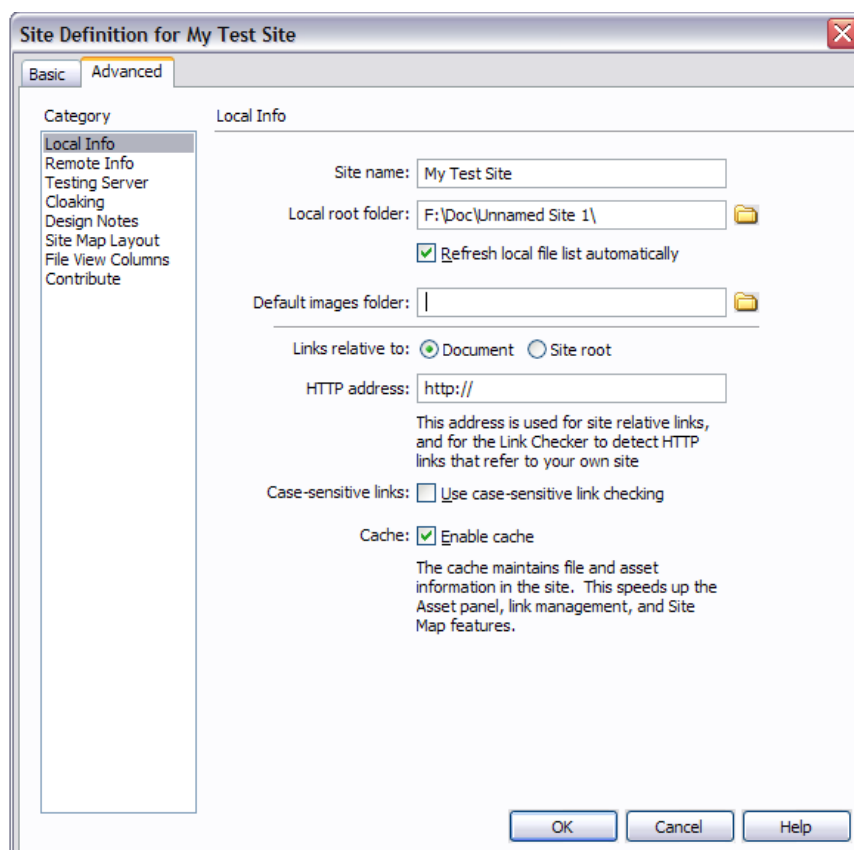 Site Definition for My Test Site
Basic
Advanced
Category
Local Info
Remote Info
Testing Server
Cloaking
Design Notes
Site Map Layout
File View Columns
Contribute
Local Info
Site name: My Test Site
Local root folder: F:\Doc\Unnamed Site 1\
Refresh local file list automatically
Default images folder:
Links relative to: Document Site root
HTTP address: http://
This address is used for site relative links,
and for the Link Checker to detect HTTP
links that refer to your own site
Case-sensitive links: Use case-sensitive link checking
Cache: Enable cache
The cache maintains file and asset
information in the site. This speeds up the
Asset panel, link management, and Site
Map features.
OK Cancel Help